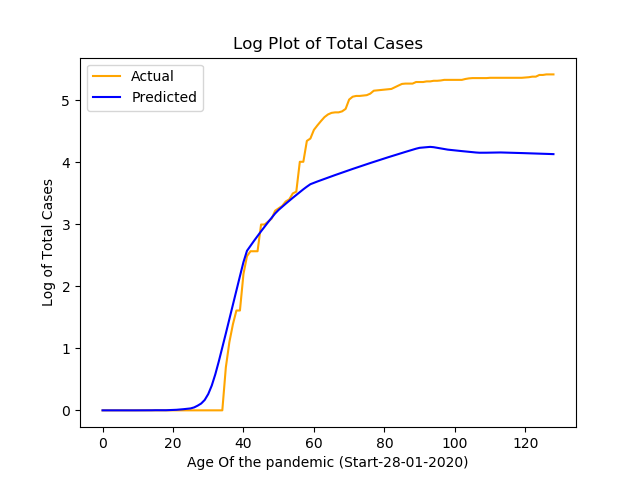 Log Plot of Total Cases
Actual
Predicted
5
4
3
2
1
0
Log of Total Cases
0 20 40 60 80 100 120
Age Of the pandemic (Start-28-01-2020)